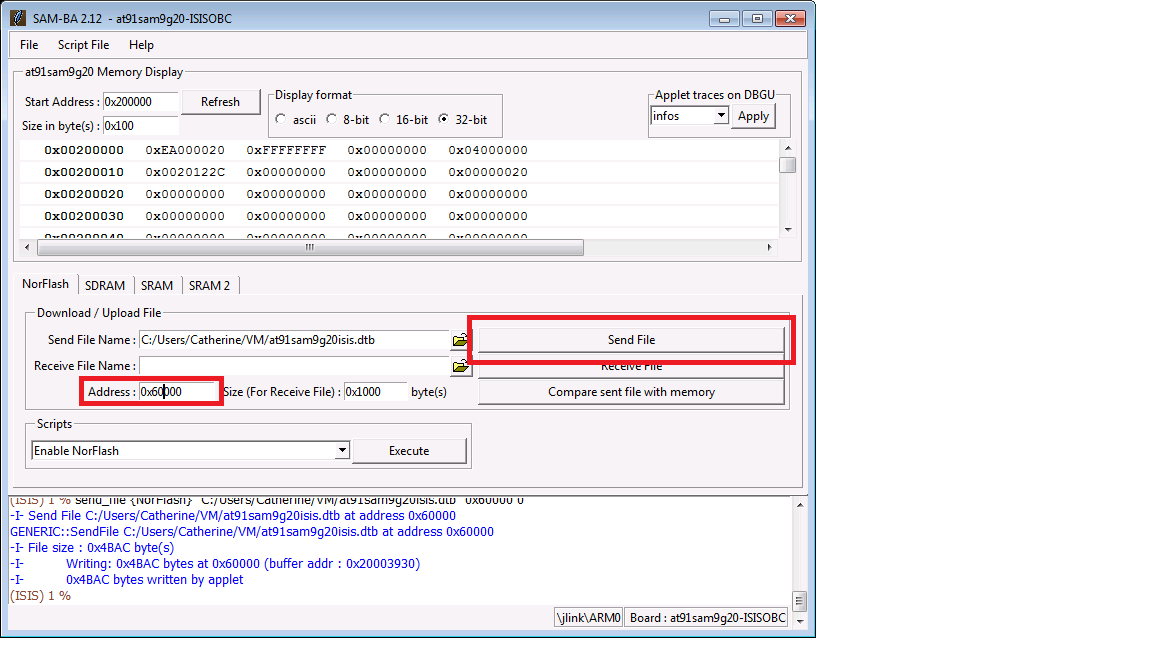 SAM-BA 2.12 - at91sam9g20-ISISOBC
File Script File Help
at91sam9g20 Memory Display
Start Address : 0x200000 Refresh Display format Applet traces on DBGU
Size in byte(s) : 0x100 ascii 8-bit 16-bit 32-bit infos Apply
0x00200000 0xEA000020 0xFFFFFFFF 0x00000000 0x04000000
0x00200010 0x0020122C 0x00000000 0x00000000 0x00000020
0x00200020 0x00000000 0x00000000 0x00000000 0x00000000
0x00200030 0x00000000 0x00000000 0x00000000 0x00000000
0x00200040 0x00000000 0x00000000 0x00000000 0x00000000
NorFlash SDRAM SRAM SRAM 2
Download / Upload File
Send File Name : C:/Users/Catherine/VM/at91sam9g20isis.dtb Send File
Receive File Name : Receive File
Address : 0x60000 Size (For Receive File) : 0x1000 byte(s) Compare sent file with memory
Scripts
Enable NorFlash Execute
(ISIS) 1 % send_file {NorFlash} "C:/Users/Catherine/VM/at91sam9g20isis.dtb" 0x60000 0
-I- Send File C:/Users/Catherine/VM/at91sam9g20isis.dtb at address 0x60000
GENERIC::SendFile C:/Users/Catherine/VM/at91sam9g20isis.dtb at address 0x60000
-I- File size : 0x4BAC byte(s)
-I- Writing: 0x4BAC bytes at 0x60000 (buffer addr : 0x20003930)
-I- 0x4BAC bytes written by applet
(ISIS) 1 %
\jlink\ARM0 Board : at91sam9g20-ISISOBC